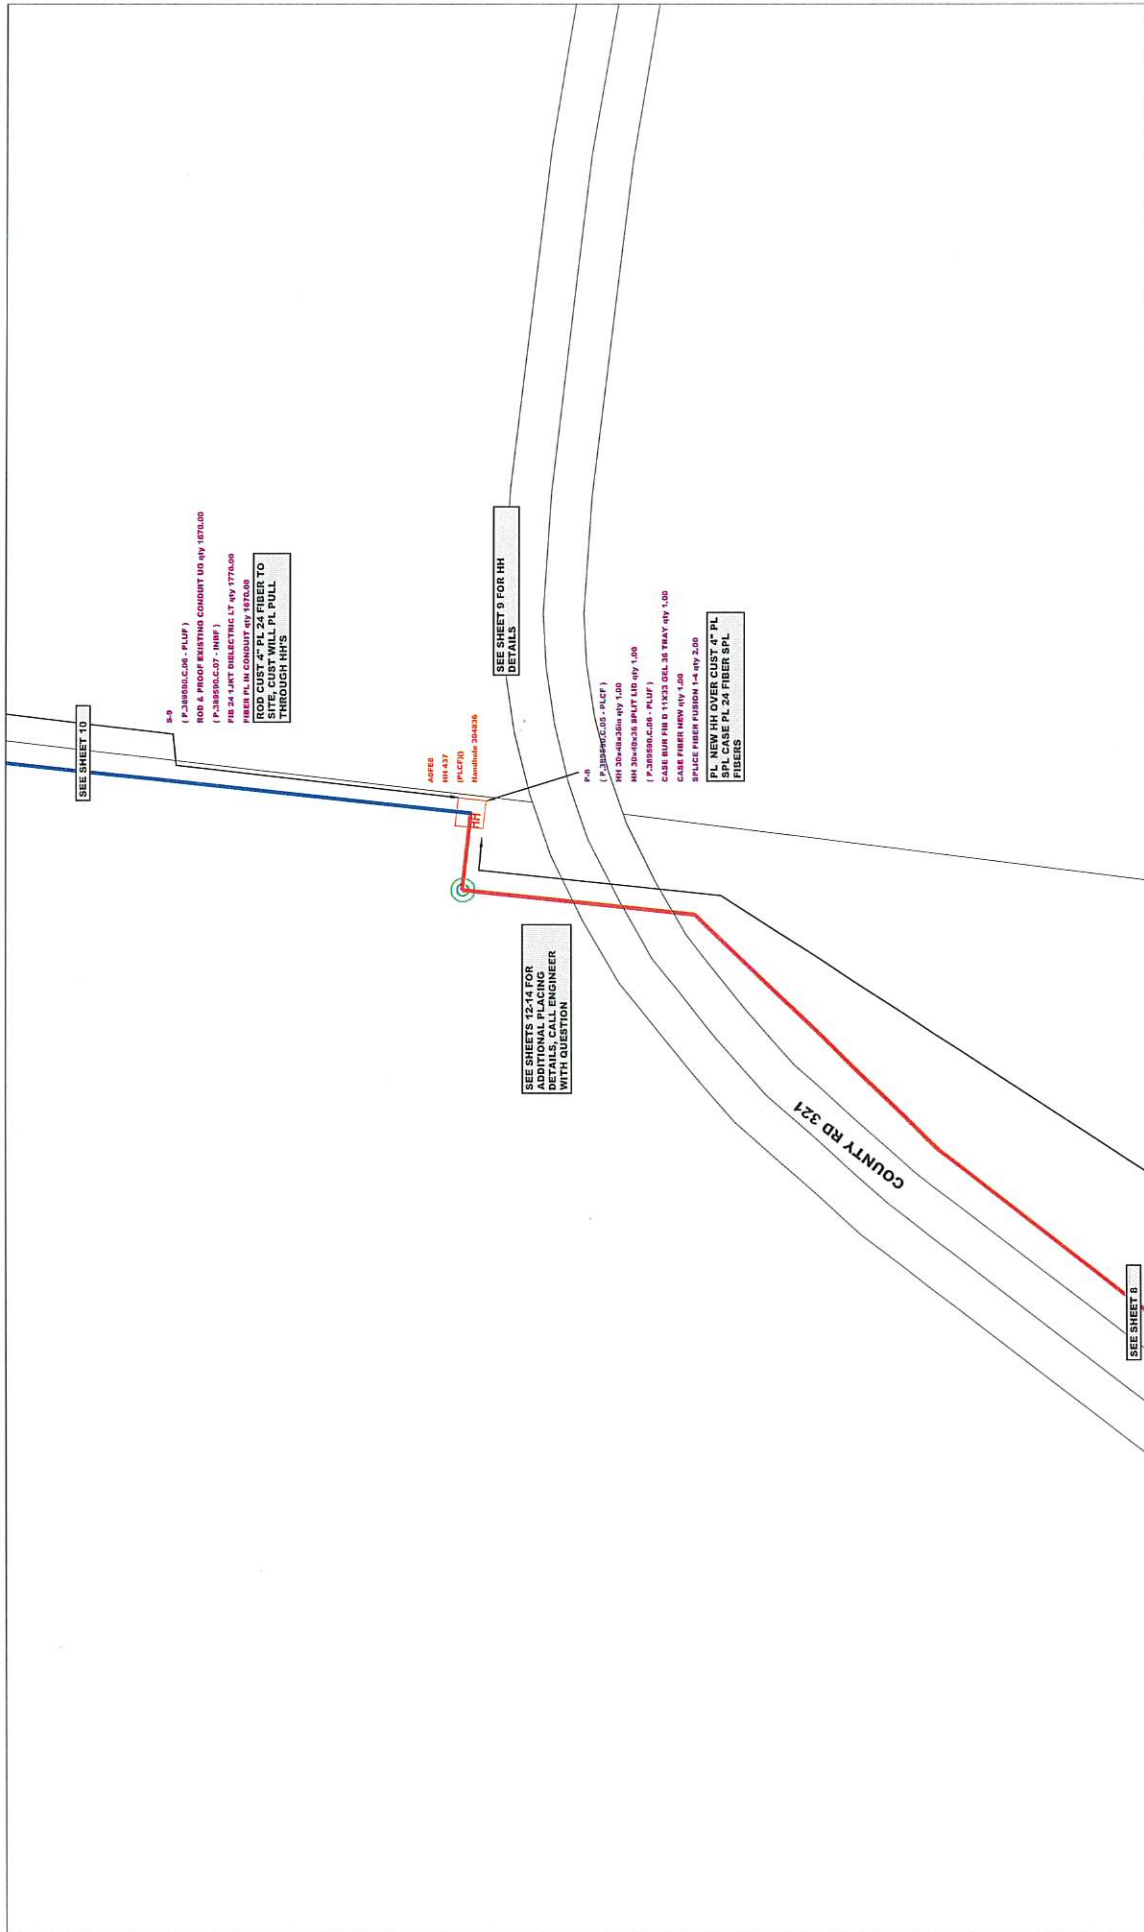 SEE SHEET 10
S-9
( P.389590.C.06 - PLUF )
ROD & PROOF EXISTING CONDUIT UG qty 1670.00
( P.389590.C.07 - INBF )
FIB 24 1JKT DIELECTRIC LT qty 1770.00
FIBER PL IN CONDUIT qty 1670.00
ROD CUST 4" PL 24 FIBER TO
SITE, CUST WILL PL PULL
THROUGH HH'S
HH 437
(PLCF)()
Handhole 304836
HH
SEE SHEET 9 FOR HH
DETAILS
P-8
( P.389590.C.05 - PLCF )
HH 30x48x36in qty 1.00
HH 30x48x36 SPLIT LID qty 1.00
( P.389590.C.06 - PLUF )
CASE BUR FIB D 11X33 GEL 36 TRAY qty 1.00
CASE FIBER NEW qty 1.00
SPLICE FIBER FUSION 1-4 qty 2.00
PL NEW HH OVER CUST 4" PL
SPL CASE PL 24 FIBER SPL
FIBERS
SEE SHEETS 12-14 FOR
ADDITIONAL PLACING
DETAILS, CALL ENGINEER
WITH QUESTION
COUNTY RD 321
SEE SHEET 8